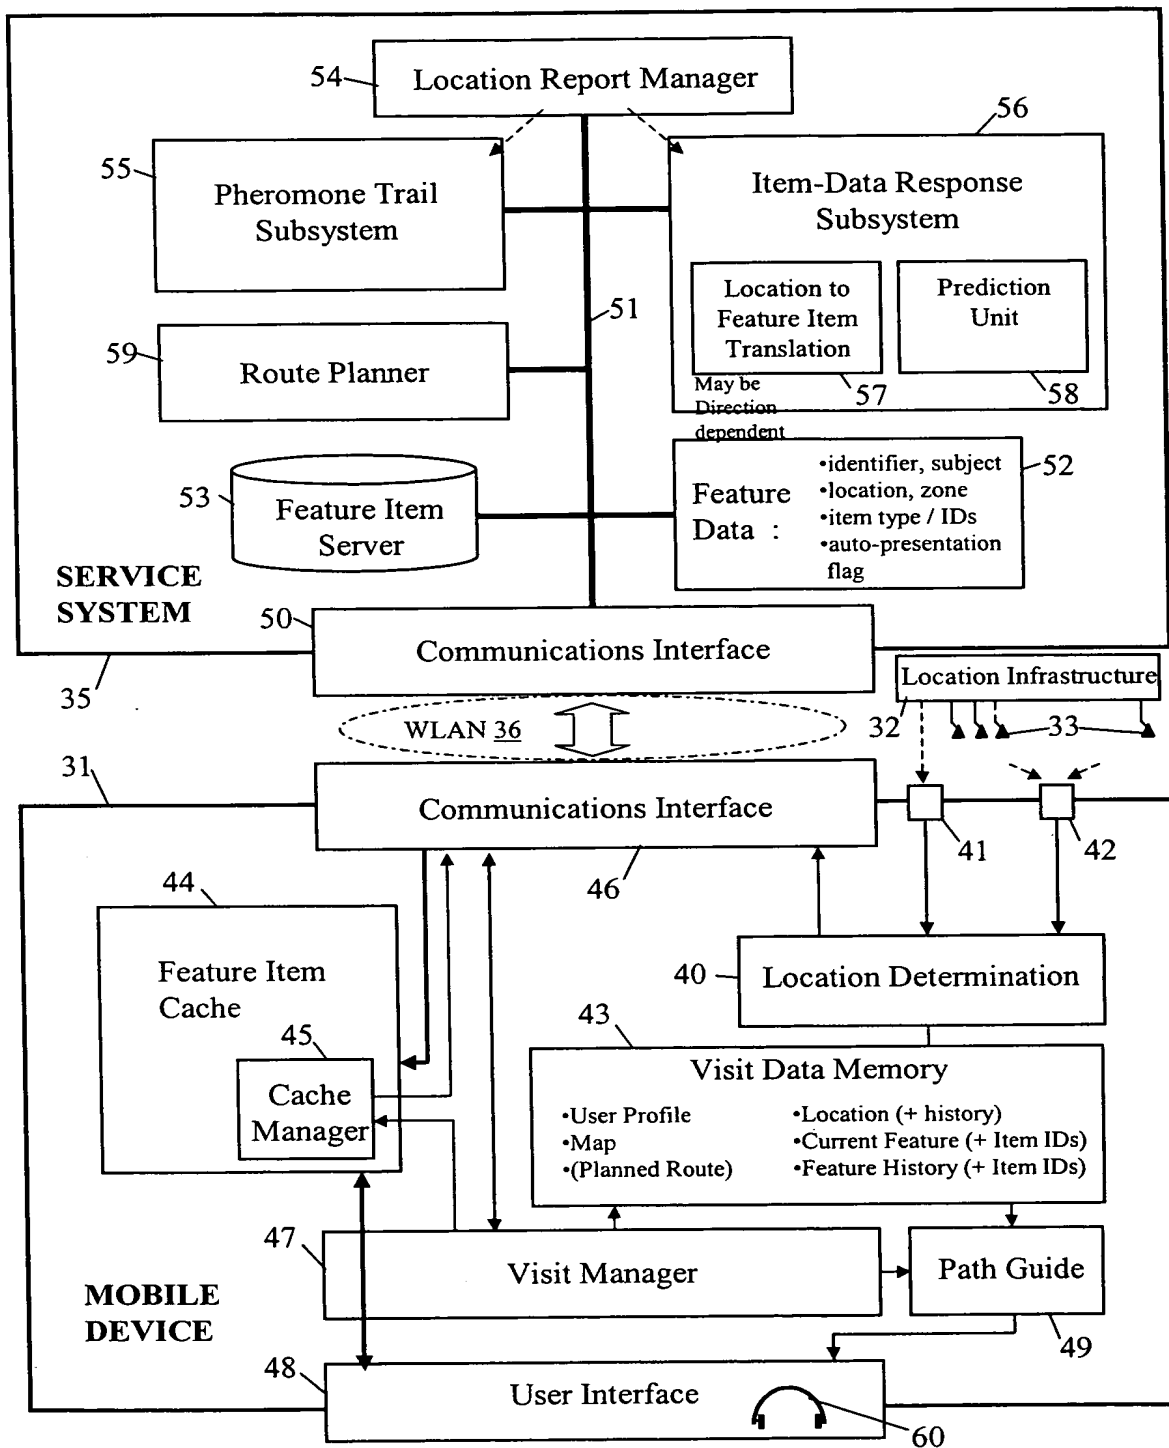 54
Location Report Manager
56
55
Pheromone Trail
Subsystem
Item-Data Response
Subsystem
51
Location to
Feature Item
Translation
Prediction
Unit
59
Route Planner
57
58
May be
Direction
dependent
53
Feature Item
Server
Feature
Data :
•identifier, subject
•location, zone
•item type / IDs
•auto-presentation
flag
52
SERVICE
SYSTEM
50
Communications Interface
35
Location Infrastructure
32
33
WLAN 36
31
Communications Interface
41
42
46
44
Feature Item
Cache
40
Location Determination
45
Cache
Manager
43
Visit Data Memory
•User Profile
•Map
•(Planned Route)
•Location (+ history)
•Current Feature (+ Item IDs)
•Feature History (+ Item IDs)
47
Visit Manager
Path Guide
MOBILE
DEVICE
49
48
User Interface
60